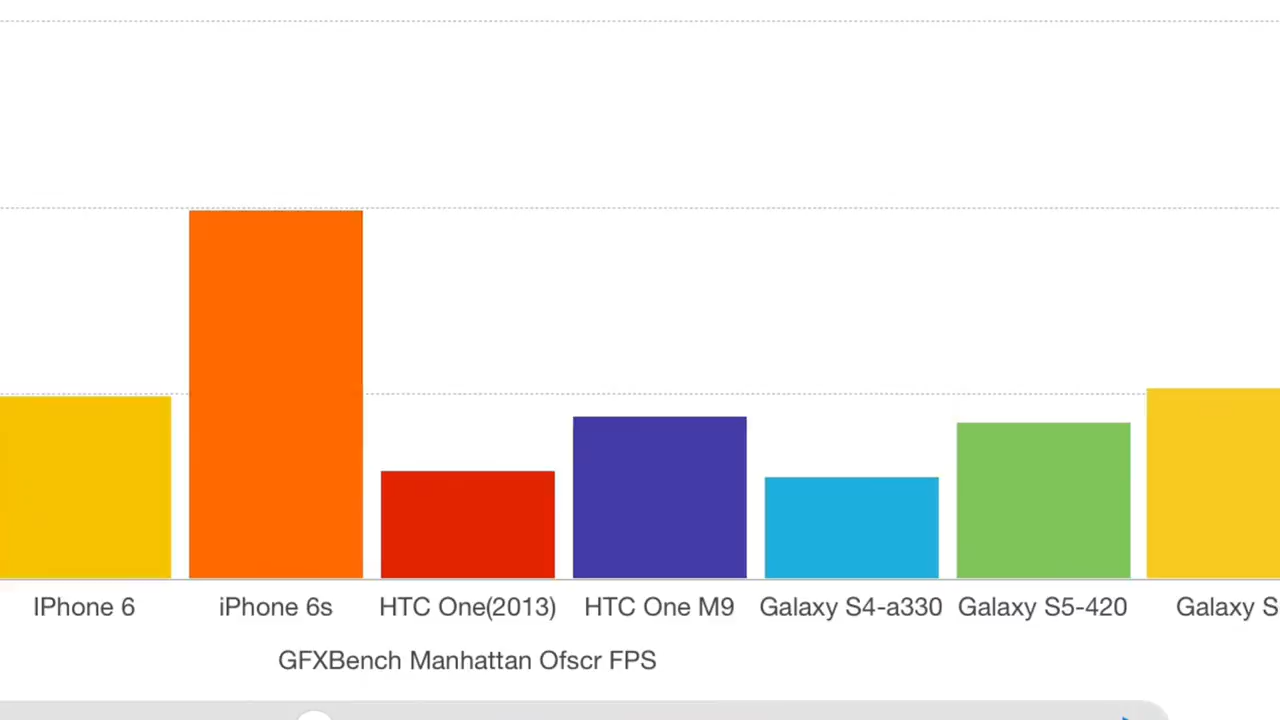 IPhone 6
iPhone 6s
HTC One(2013)
HTC One M9
Galaxy S4-a330
Galaxy S5-420
Galaxy S
GFXBench Manhattan Ofscr FPS